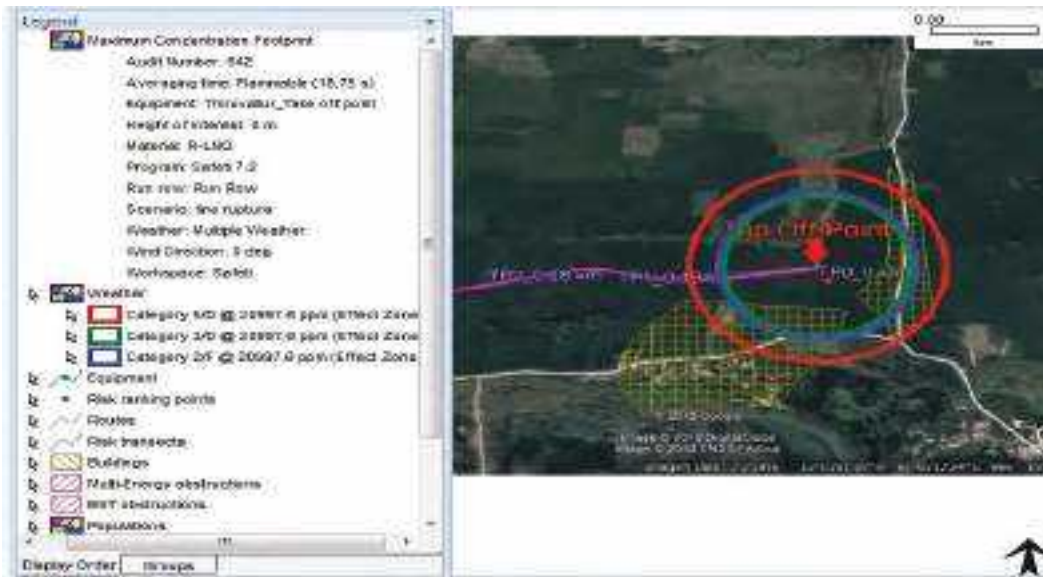 Legend
Maximum Concentration Footprint
Audit Number: 642
Averaging time: Flammable (18.75 s)
Equipment: Thiruvallur_Take off point
Height of Interest: 0 m
Material: R-LNG
Program: Safeti 7.2
Run row: Run Row
Scenario: line rupture
Weather: Multiple Weather
Wind Direction: 0 deg
Workspace: Safeti
Weather
Category 5/D @ 20997.6 ppm (Effect Zone
Category 3/D @ 20997.6 ppm (Effect Zone
Category 2/F @ 20997.6 ppm (Effect Zone
Equipment
Risk ranking points
Routes
Risk transects
Buildings
Multi-Energy obstructions
BST obstructions
Populations
Display Order
Groups
0.00
km
Tap Off Point